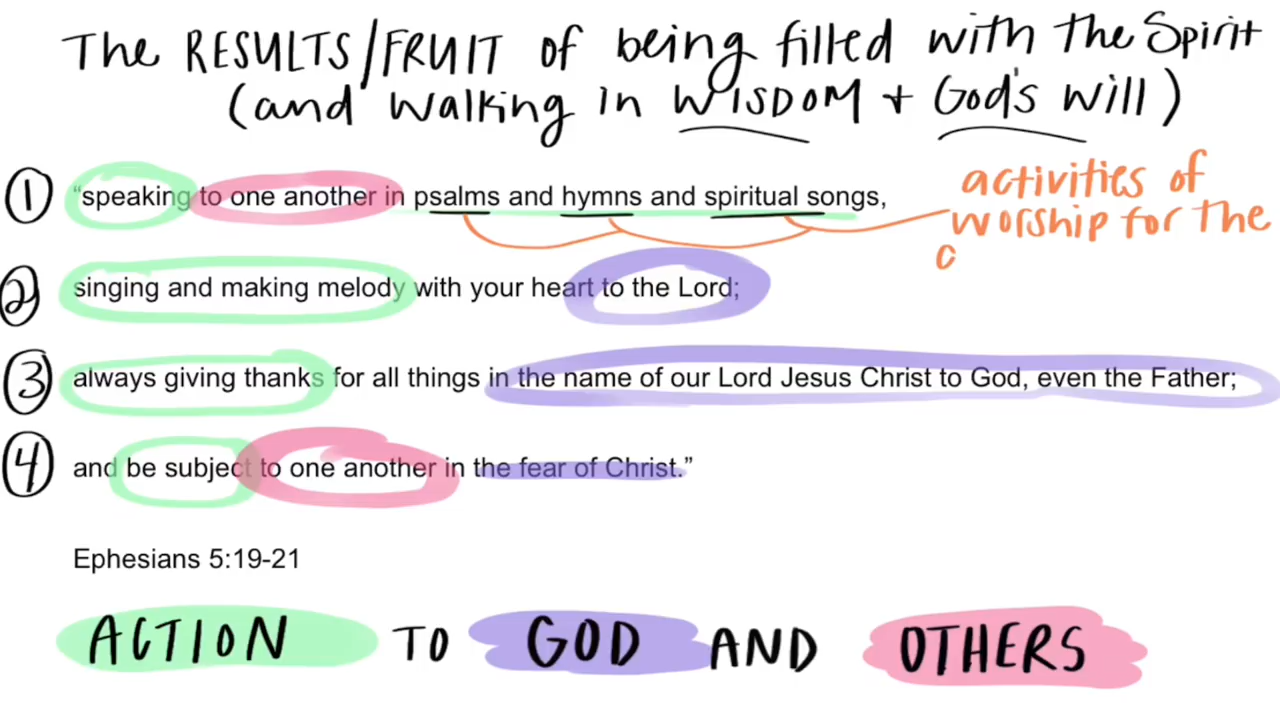 The RESULTS/FRUIT of being filled with the Spirit
(and walking in WISDOM + God's will)
① "speaking to one another in psalms and hymns and spiritual songs,
activities of
worship for the
c
② singing and making melody with your heart to the Lord;
③ always giving thanks for all things in the name of our Lord Jesus Christ to God, even the Father;
④ and be subject to one another in the fear of Christ."
Ephesians 5:19-21
ACTION TO GOD AND OTHERS